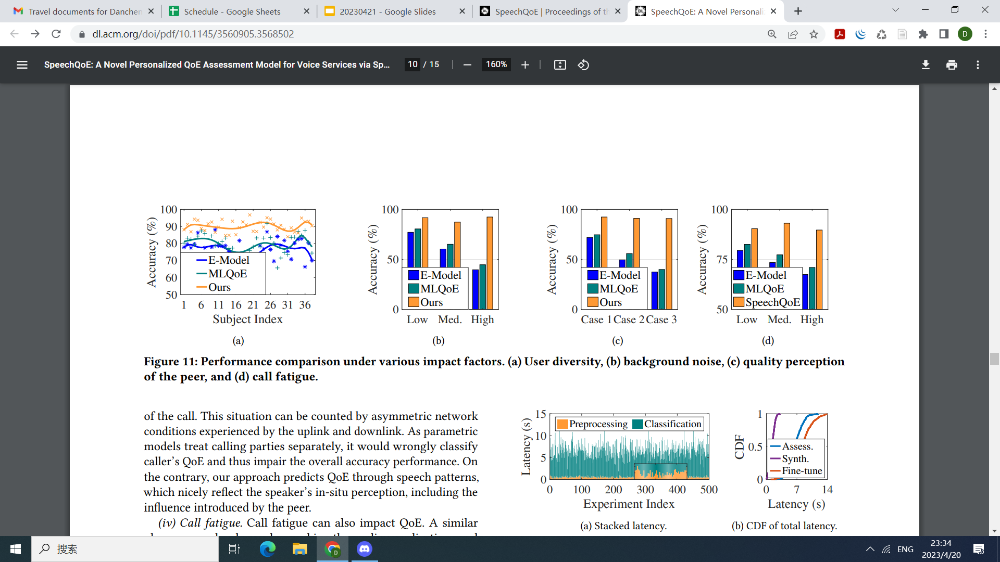 Travel documents for Danchen
Schedule - Google Sheets
20230421 - Google Slides
SpeechQoE | Proceedings of th
SpeechQoE: A Novel Personali
dl.acm.org/doi/pdf/10.1145/3560905.3568502
D
SpeechQoE: A Novel Personalized QoE Assessment Model for Voice Services via Sp...
10 / 15
160%
100
90
80
70
60
50
Accuracy (%)
E-Model
MLQoE
Ours
1 6 11 16 21 26 31 36
Subject Index
(a)
100
50
0
Accuracy (%)
E-Model
MLQoE
Ours
Low Med. High
(b)
100
50
0
Accuracy (%)
E-Model
MLQoE
Ours
Case 1 Case 2 Case 3
(c)
100
75
50
Accuracy (%)
E-Model
MLQoE
SpeechQoE
Low Med. High
(d)
Figure 11: Performance comparison under various impact factors. (a) User diversity, (b) background noise, (c) quality perception
of the peer, and (d) call fatigue.
of the call. This situation can be counted by asymmetric network
conditions experienced by the uplink and downlink. As parametric
models treat calling parties separately, it would wrongly classify
caller's QoE and thus impair the overall accuracy performance. On
the contrary, our approach predicts QoE through speech patterns,
which nicely reflect the speaker's in-situ perception, including the
influence introduced by the peer.
(iv) Call fatigue. Call fatigue can also impact QoE. A similar
15
10
5
0
Latency (s)
Preprocessing Classification
0 100 200 300 400 500
Experiment Index
(a) Stacked latency.
1
0.5
0
CDF
Assess.
Synth.
Fine-tune
0 7 14
Latency (s)
(b) CDF of total latency.
搜索
D
ENG
23:34
2023/4/20